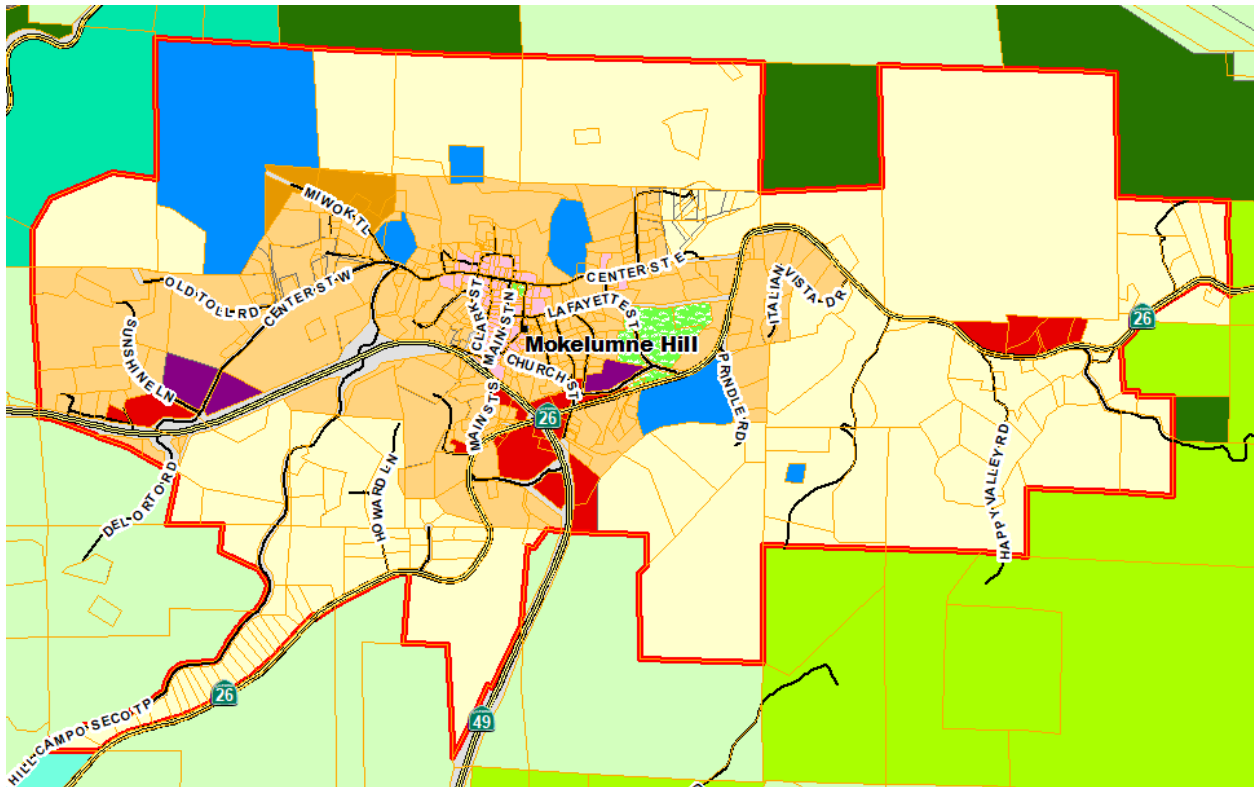 MIWOK TL
OLD TOLL RD
CENTER ST W
SUNSHINE LN
CENTER ST E
CLARK ST
MAIN ST N
LAFAYETTE ST
ITALIAN
VISTA DR
26
Mokelumne Hill
CHURCH ST
PRINDLE RD
MAIN ST S
26
HOWARD LN
DEL ORTO RD
HAPPY VALLEY RD
26
49
HILL CAMPO SECO TP